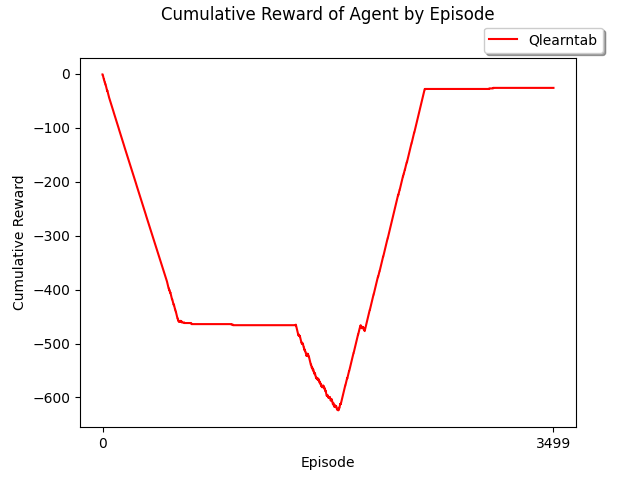 Cumulative Reward of Agent by Episode
Qlearntab
0
−100
−200
−300
−400
−500
−600
Cumulative Reward
0 3499
Episode